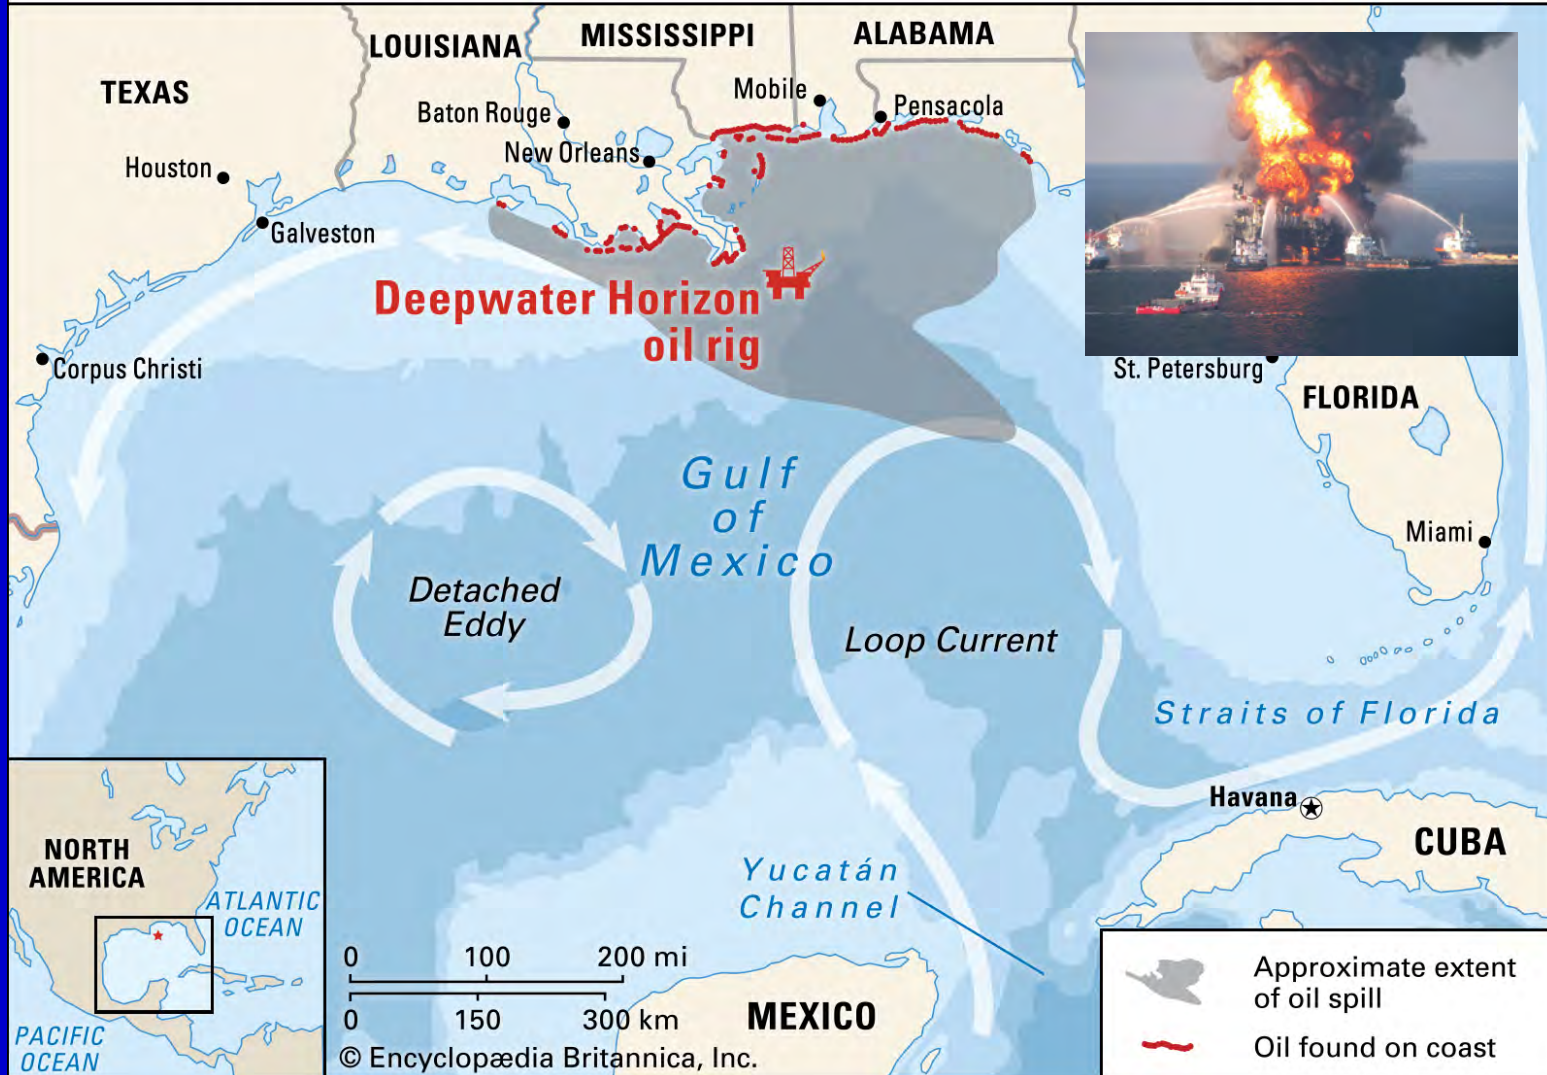 LOUISIANA
MISSISSIPPI
ALABAMA
TEXAS
Baton Rouge
Mobile
Pensacola
New Orleans
Houston
Galveston
Deepwater Horizon
oil rig
Corpus Christi
St. Petersburg
FLORIDA
Gulf
of
Mexico
Miami
Detached
Eddy
Loop Current
Straits of Florida
Havana
CUBA
Yucatán
Channel
NORTH
AMERICA
ATLANTIC
OCEAN
PACIFIC
OCEAN
0 100 200 mi
0 150 300 km
MEXICO
© Encyclopædia Britannica, Inc.
Approximate extent
of oil spill
Oil found on coast